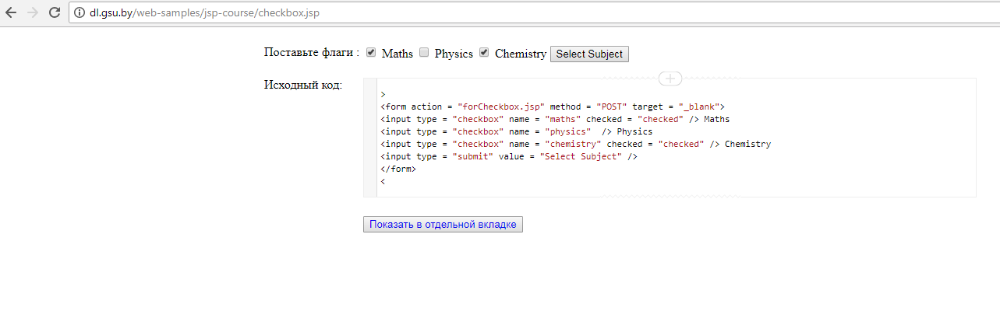 dl.gsu.by/web-samples/jsp-course/checkbox.jsp
Поставьте флаги : Maths Physics Chemistry Select Subject
Исходный код:
>
<form action = "forCheckbox.jsp" method = "POST" target = "_blank">
<input type = "checkbox" name = "maths" checked = "checked" /> Maths
<input type = "checkbox" name = "physics"  /> Physics
<input type = "checkbox" name = "chemistry" checked = "checked" /> Chemistry
<input type = "submit" value = "Select Subject" />
</form>
<
Показать в отдельной вкладке